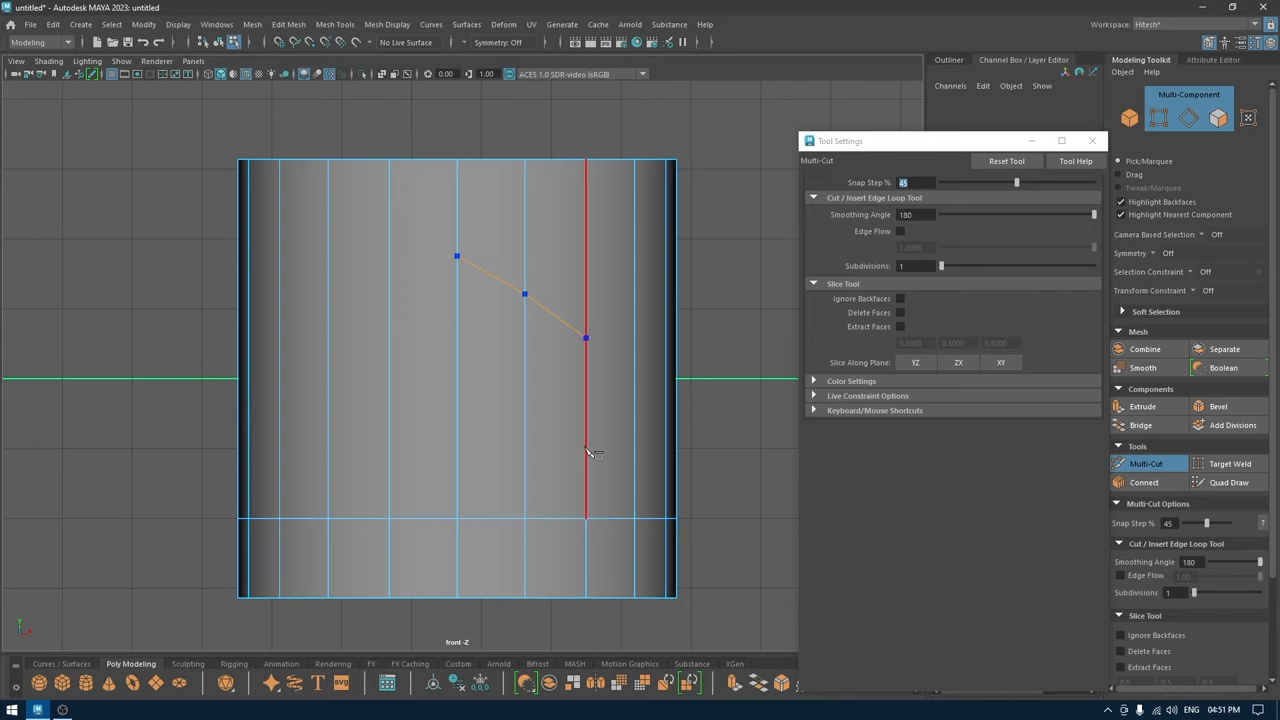 untitled* - Autodesk MAYA 2023: untitled
File Edit Create Select Modify Display Windows Mesh Edit Mesh Mesh Tools Mesh Display Curves Surfaces Deform UV Generate Cache Arnold Substance Help
Workspace: Hitesh*
Modeling No Live Surface Symmetry: Off
View Shading Lighting Show Renderer Panels
0.00 1.00 ACES 1.0 SDR-video (sRGB)
Outliner Channel Box / Layer Editor
Channels Edit Object Show
Modeling Toolkit Attribute Editor
Object Help
Multi-Component
Pick/Marquee
Drag
Tweak/Marquee
Highlight Backfaces
Highlight Nearest Component
Camera Based Selection Off
Symmetry Off
Selection Constraint Off
Transform Constraint Off
Soft Selection
Mesh
Combine Separate
Smooth Boolean
Components
Extrude Bevel
Bridge Add Divisions
Tools
Multi-Cut Target Weld
Connect Quad Draw
Multi-Cut Options
Snap Step % 45 ?
Cut / Insert Edge Loop Tool
Smoothing Angle 180
Edge Flow 1.00
Subdivisions 1
Slice Tool
Ignore Backfaces
Delete Faces
Extract Faces
Tool Settings
Multi-Cut Reset Tool Tool Help
Snap Step % 45
Cut / Insert Edge Loop Tool
Smoothing Angle 180
Edge Flow
1.0000
Subdivisions 1
Slice Tool
Ignore Backfaces
Delete Faces
Extract Faces
0.5000 0.5000 0.5000
Slice Along Plane: YZ ZX XY
Color Settings
Live Constraint Options
Keyboard/Mouse Shortcuts
front -Z
Curves / Surfaces Poly Modeling Sculpting Rigging Animation Rendering FX FX Caching Custom Arnold Bifrost MASH Motion Graphics Substance XGen
ENG 04:51 PM